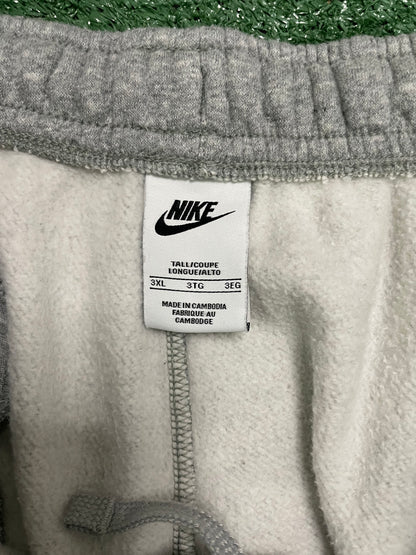 NIKE
TALL/COUPE
LONGUE/ALTO
3XL 3TG 3EG
MADE IN CAMBODIA
FABRIQUE AU
CAMBODGE